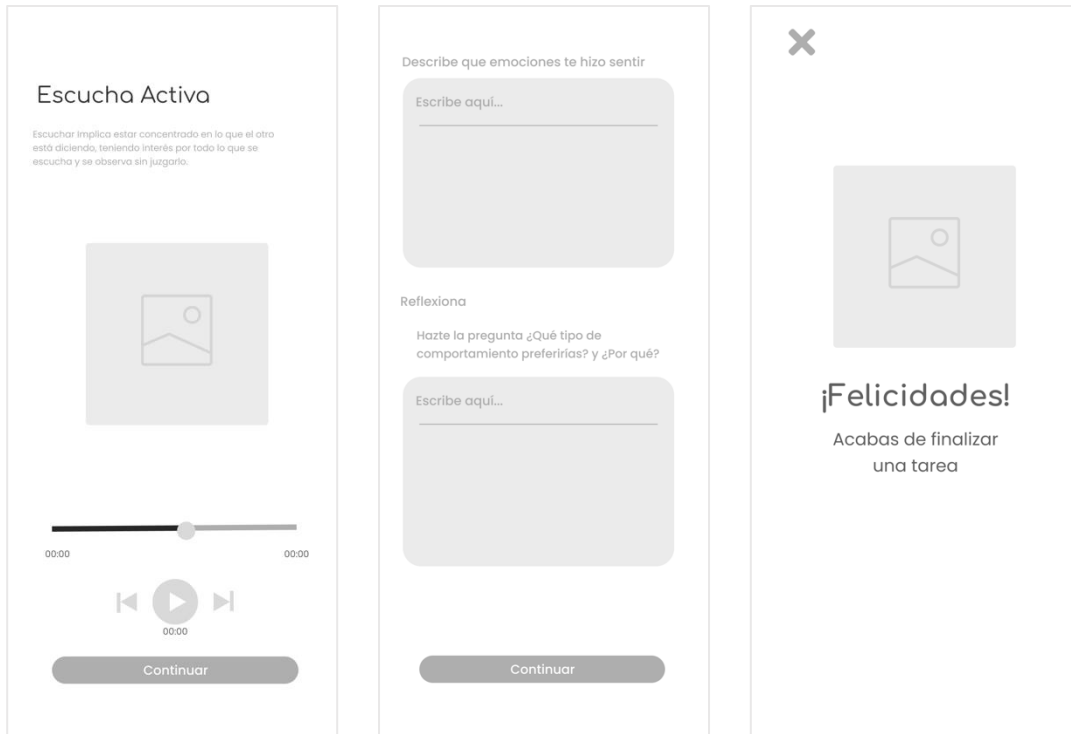 Escucha Activa
Escuchar Implica estar concentrado en lo que el otro
está diciendo, teniendo interés por todo lo que se
escucha y se observa sin juzgarlo.
00:00
00:00
00:00
Continuar
Describe que emociones te hizo sentir
Escribe aquí...
Reflexiona
Hazte la pregunta ¿Qué tipo de
comportamiento preferirías? y ¿Por qué?
Escribe aquí...
Continuar
¡Felicidades!
Acabas de finalizar
una tarea